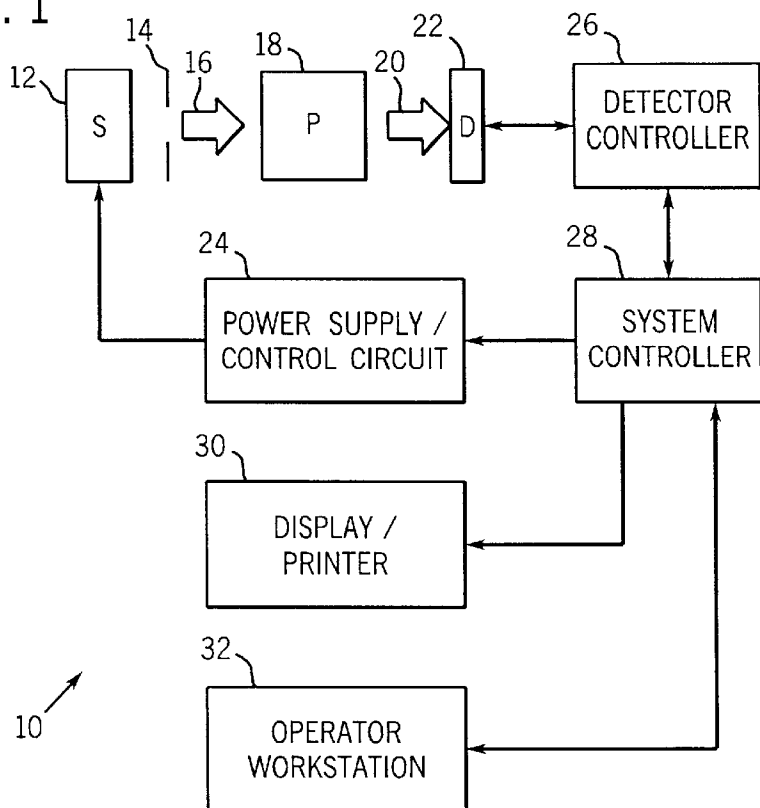 . 1
14
18
22
26
12
16
20
S
P
D
DETECTOR
CONTROLLER
24
28
POWER SUPPLY /
CONTROL CIRCUIT
SYSTEM
CONTROLLER
30
DISPLAY /
PRINTER
32
10
OPERATOR
WORKSTATION